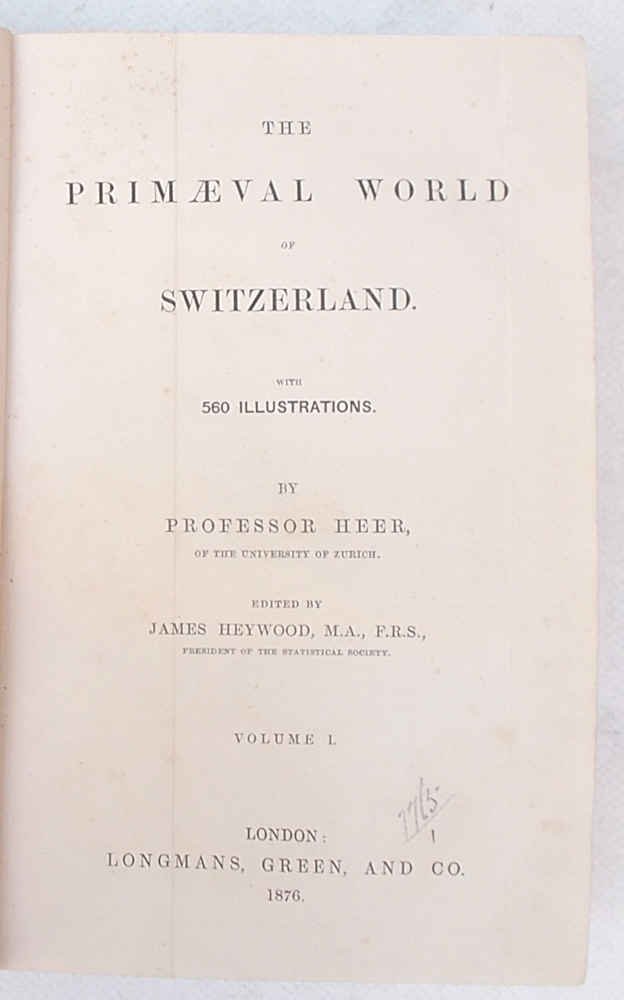 THE
PRIMÆVAL WORLD
OF
SWITZERLAND.
WITH
560 ILLUSTRATIONS.
BY
PROFESSOR HEER,
OF THE UNIVERSITY OF ZURICH.
EDITED BY
JAMES HEYWOOD, M.A., F.R.S.,
PRESIDENT OF THE STATISTICAL SOCIETY.
VOLUME I.
LONDON:
LONGMANS, GREEN, AND CO.
1876.